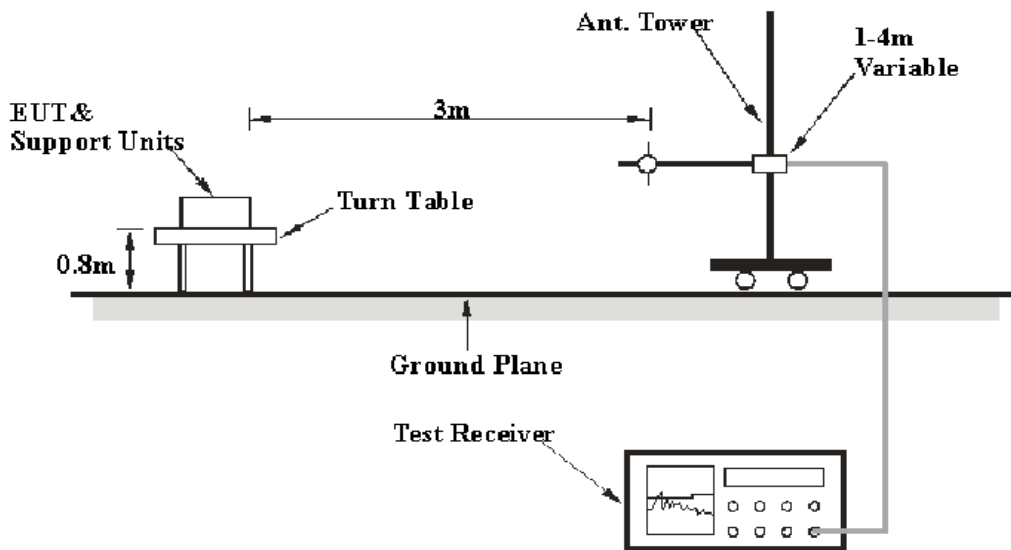 Ant. Tower
1-4m
Variable
EUT&
Support Units
3m
Turn Table
0.8m
Ground Plane
Test Receiver